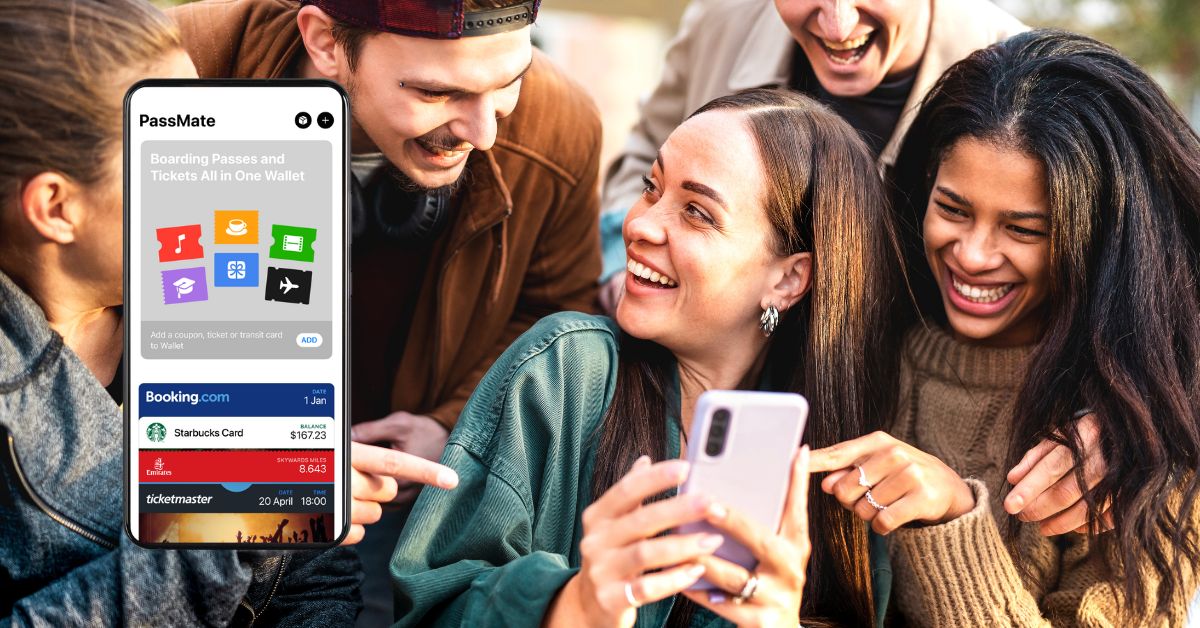 PassMate
Boarding Passes and
Tickets All in One Wallet
Add a coupon, ticket or transit card
to Wallet
ADD
Booking.com
DATE
1 Jan
Starbucks Card
BALANCE
$167.23
Emirates
SKYWARDS MILES
8.643
ticketmaster
DATE
20 April
TIME
18:00